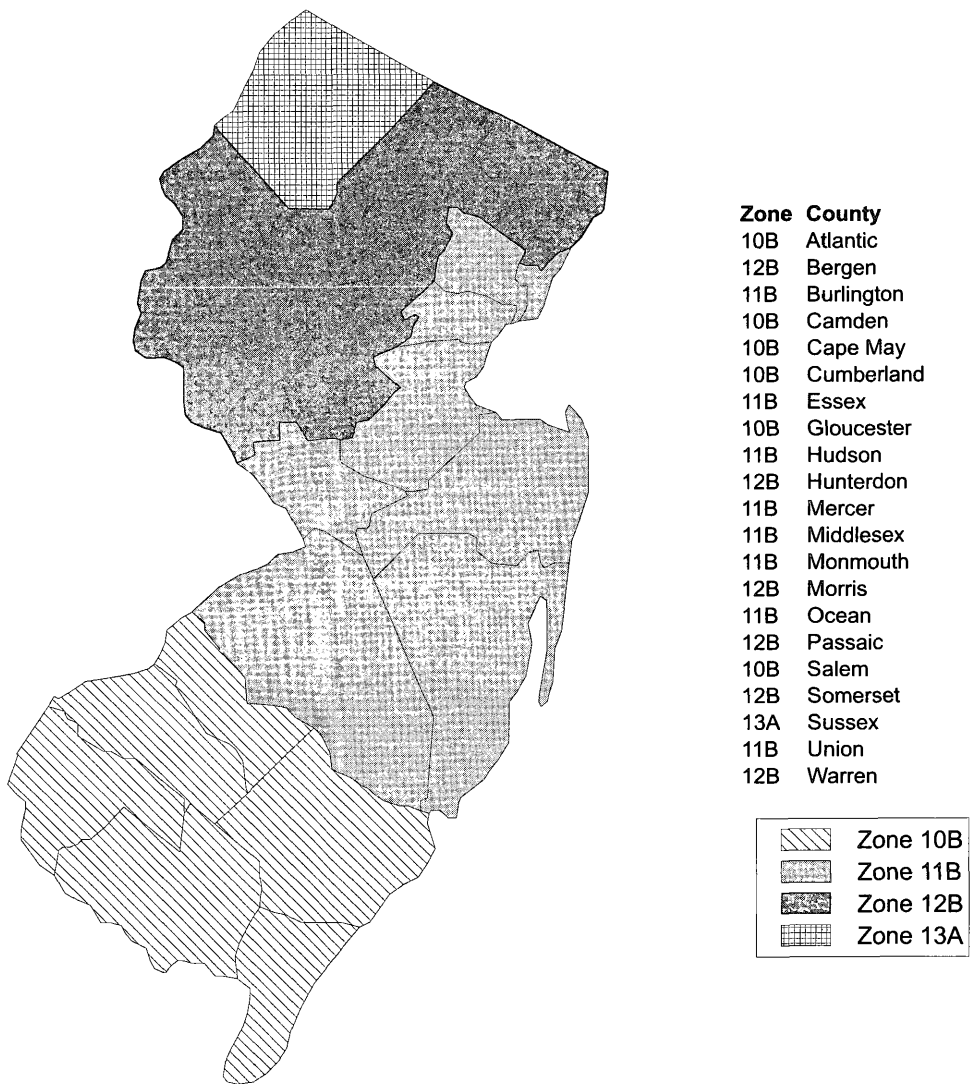 Zone County
10B Atlantic
12B Bergen
11B Burlington
10B Camden
10B Cape May
10B Cumberland
11B Essex
10B Gloucester
11B Hudson
12B Hunterdon
11B Mercer
11B Middlesex
11B Monmouth
12B Morris
11B Ocean
12B Passaic
10B Salem
12B Somerset
13A Sussex
11B Union
12B Warren
Zone 10B
Zone 11B
Zone 12B
Zone 13A